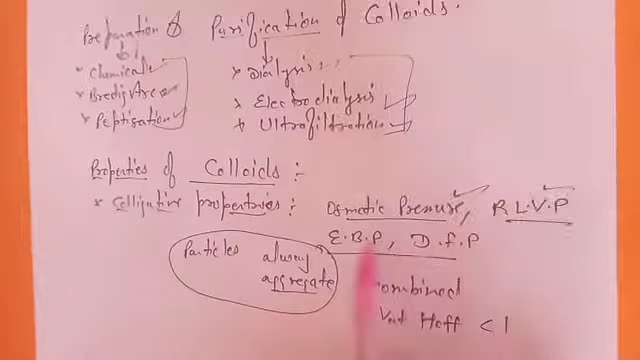 Preparation & Purification of Colloids.
* Chemical
* Bredig Arc
* Peptisation
* Dialysis
* Electrodialysis
* Ultrafiltration
Properties of Colloids :-
* Colligative properties :
Osmotic Pressure, R L.V.P
E.B.P, D.F.P
Particles always
aggregate
combined
Vant Hoff < 1